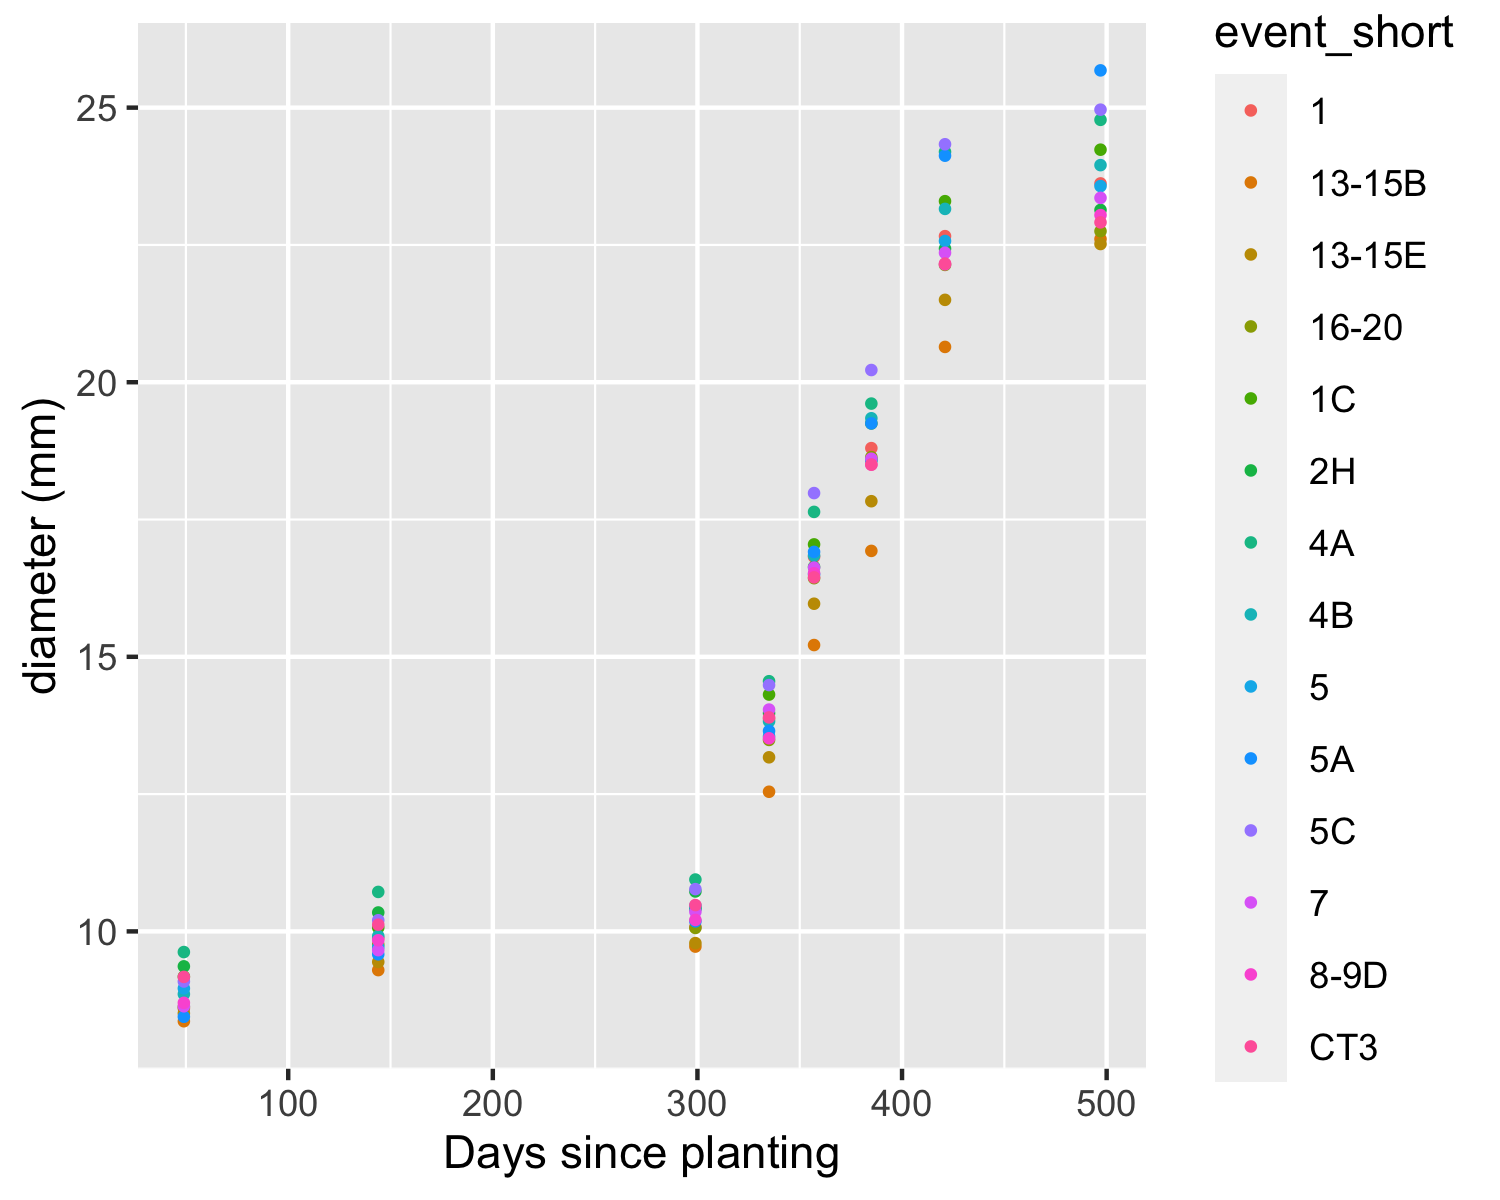 event_short
1
13-15B
13-15E
16-20
1C
2H
4A
4B
5
5A
5C
7
8-9D
CT3
25
20
15
10
diameter (mm)
100 200 300 400 500
Days since planting